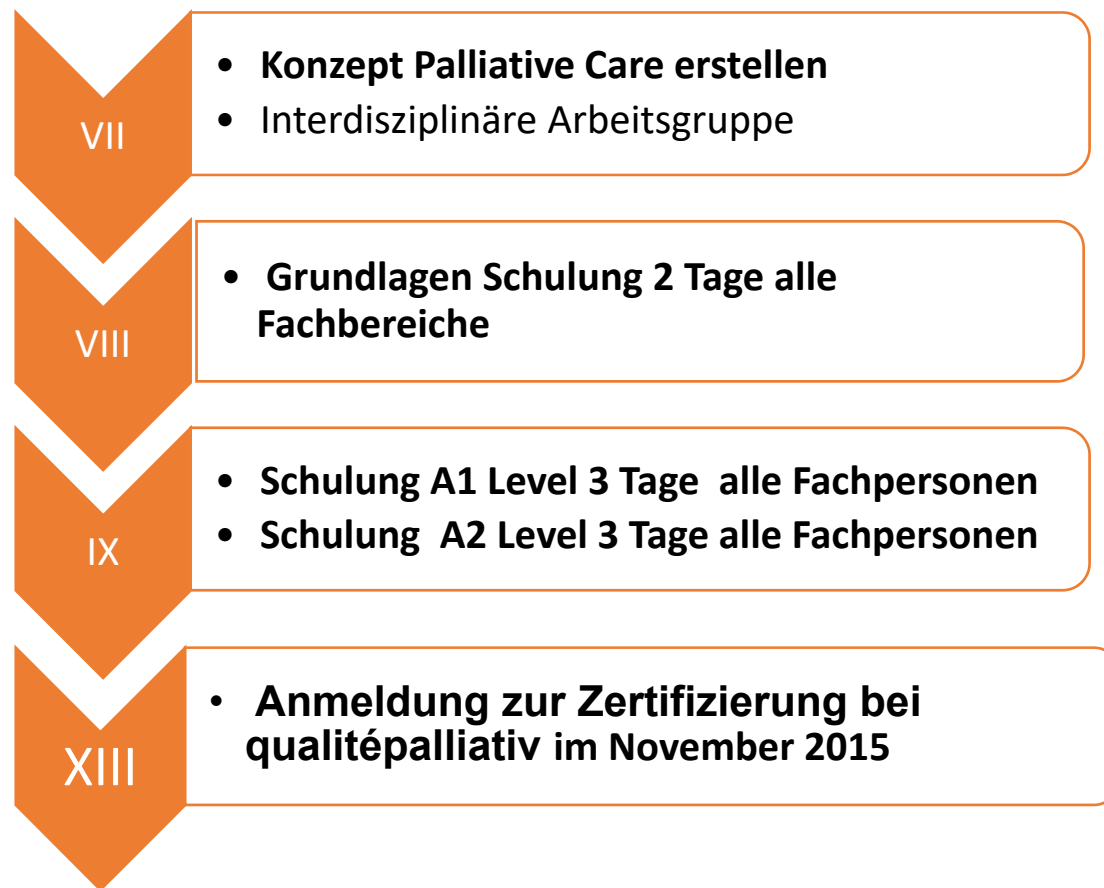 VII
• Konzept Palliative Care erstellen
• Interdisziplinäre Arbeitsgruppe
VIII
• Grundlagen Schulung 2 Tage alle
Fachbereiche
IX
• Schulung A1 Level 3 Tage alle Fachpersonen
• Schulung A2 Level 3 Tage alle Fachpersonen
XIII
• Anmeldung zur Zertifizierung bei
qualitépalliativ im November 2015